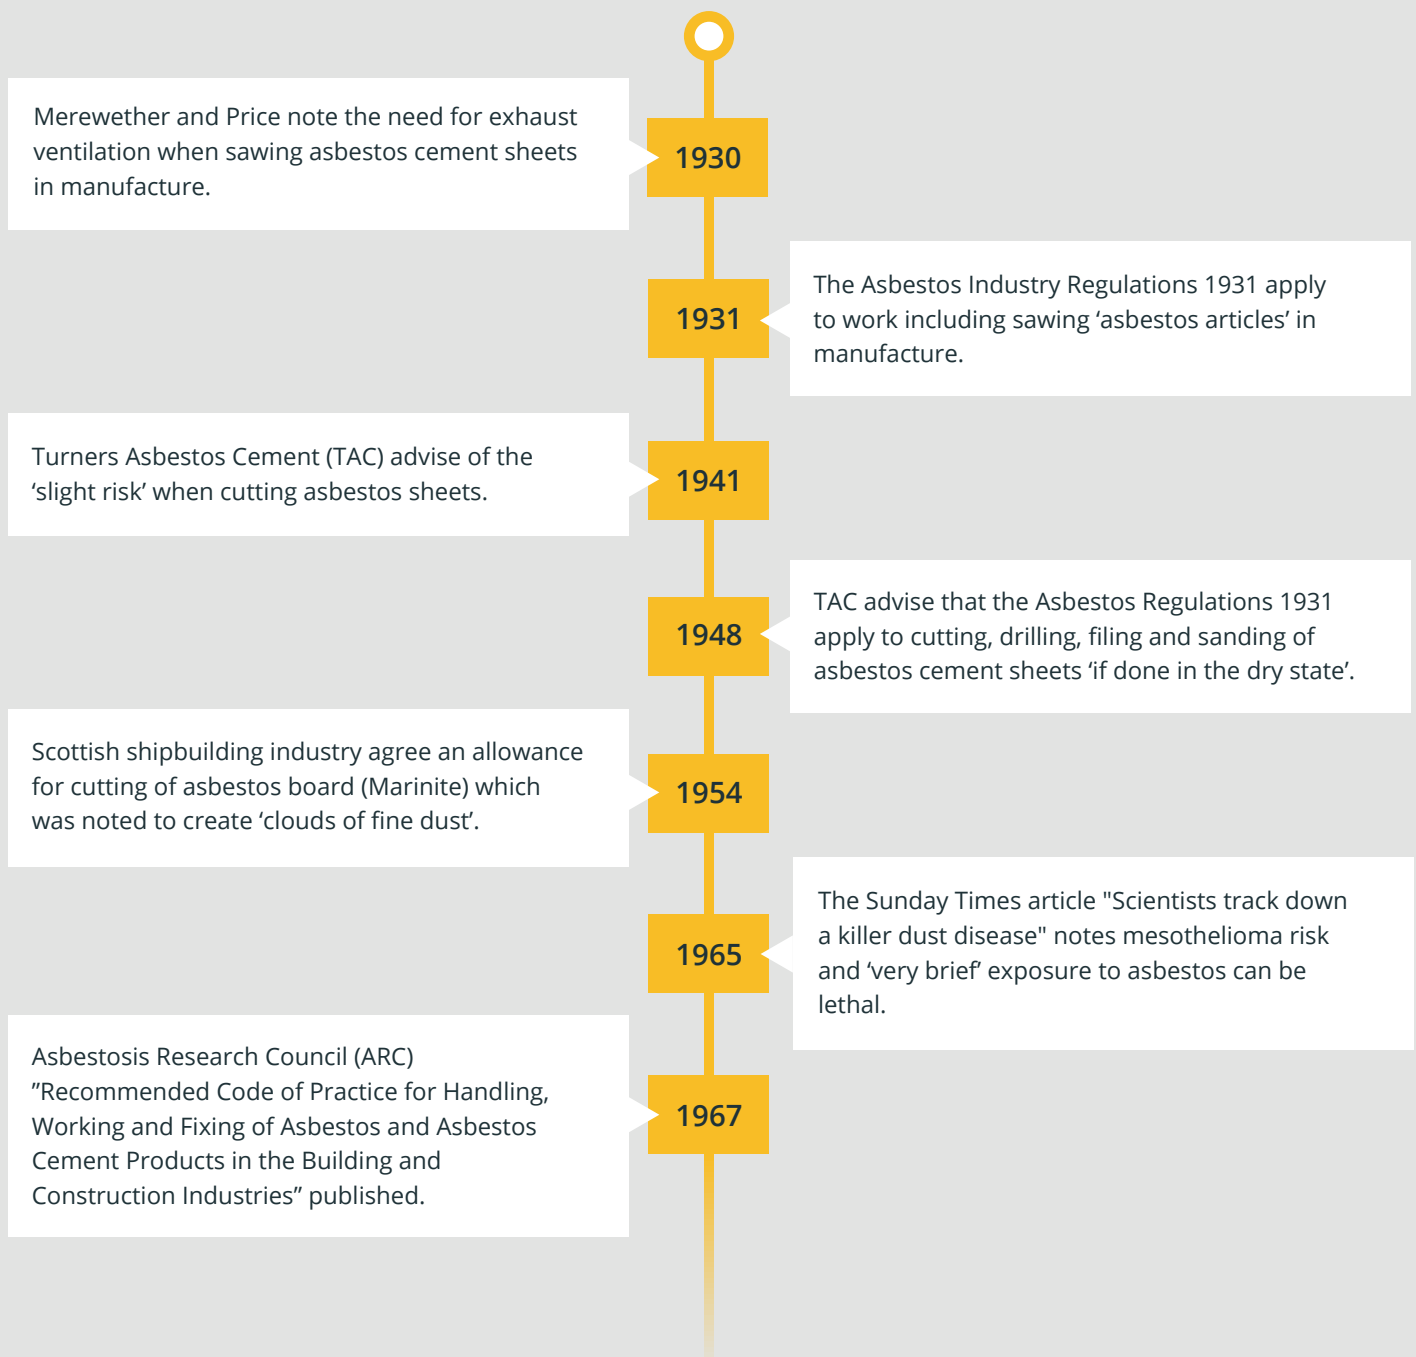 Merewether and Price note the need for exhaust
ventilation when sawing asbestos cement sheets
in manufacture.
1930
The Asbestos Industry Regulations 1931 apply
to work including sawing ‘asbestos articles’ in
manufacture.
1931
Turners Asbestos Cement (TAC) advise of the
‘slight risk’ when cutting asbestos sheets.
1941
TAC advise that the Asbestos Regulations 1931
apply to cutting, drilling, filing and sanding of
asbestos cement sheets ‘if done in the dry state’.
1948
Scottish shipbuilding industry agree an allowance
for cutting of asbestos board (Marinite) which
was noted to create ‘clouds of fine dust’.
1954
The Sunday Times article "Scientists track down
a killer dust disease" notes mesothelioma risk
and ‘very brief’ exposure to asbestos can be
lethal.
1965
Asbestosis Research Council (ARC)
”Recommended Code of Practice for Handling,
Working and Fixing of Asbestos and Asbestos
Cement Products in the Building and
Construction Industries” published.
1967